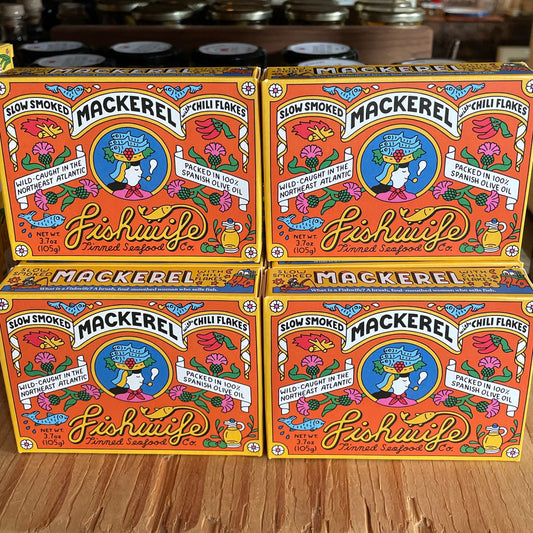 SLOW SMOKED
MACKEREL
WITH CHILI FLAKES
WILD-CAUGHT IN THE
NORTHEAST ATLANTIC
PACKED IN 100%
SPANISH OLIVE OIL
Fishwife
Tinned Seafood Co.
NET WT.
3.7oz
(105g)
SLOW SMOKED
MACKEREL
WITH CHILI FLAKES
WILD-CAUGHT IN THE
NORTHEAST ATLANTIC
PACKED IN 100%
SPANISH OLIVE OIL
Fishwife
Tinned Seafood Co.
NET WT.
3.7oz
(105g)
MACKEREL
WITH
What is a Fishwife? A brash, foul-mouthed woman who sells fish.
SLOW SMOKED
MACKEREL
WITH CHILI FLAKES
WILD-CAUGHT IN THE
NORTHEAST ATLANTIC
PACKED IN 100%
SPANISH OLIVE OIL
Fishwife
Tinned Seafood Co.
NET WT.
3.7oz
(105g)
SMOKED
MACKEREL
WITH
What is a Fishwife? A brash, foul-mouthed woman who sells fish.
SLOW SMOKED
MACKEREL
WITH CHILI FLAKES
WILD-CAUGHT IN THE
NORTHEAST ATLANTIC
PACKED IN 100%
SPANISH OLIVE OIL
Fishwife
Tinned Seafood Co.
NET WT.
3.7oz
(105g)